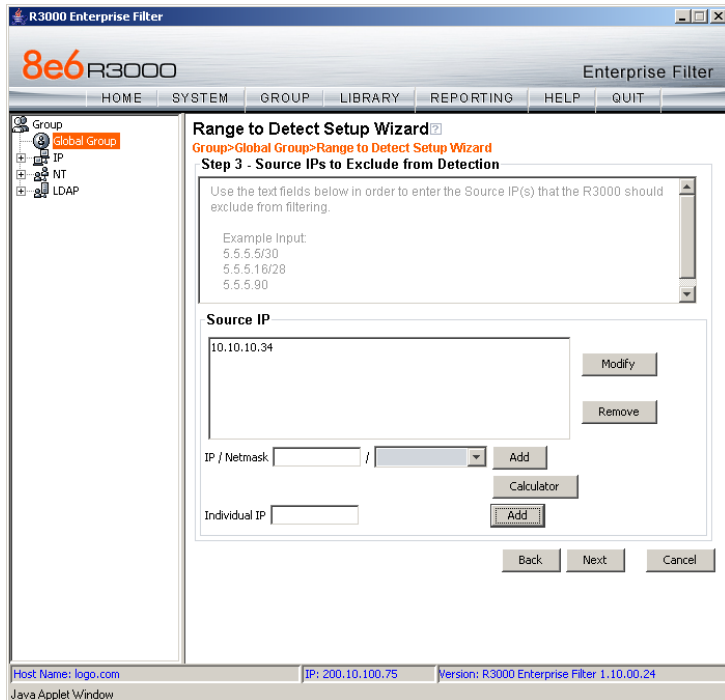 R3000 Enterprise Filter
8e6 R3000
Enterprise Filter
HOME SYSTEM GROUP LIBRARY REPORTING HELP QUIT
Group
Global Group
IP
NT
LDAP
Range to Detect Setup Wizard ?
Group>Global Group>Range to Detect Setup Wizard
Step 3 - Source IPs to Exclude from Detection
Use the text fields below in order to enter the Source IP(s) that the R3000 should
exclude from filtering.
Example Input:
5.5.5.5/30
5.5.5.16/28
5.5.5.90
Source IP
10.10.10.34
Modify
Remove
IP / Netmask / Add
Calculator
Individual IP Add
Back Next Cancel
Host Name: logo.com IP: 200.10.100.75 Version: R3000 Enterprise Filter 1.10.00.24
Java Applet Window